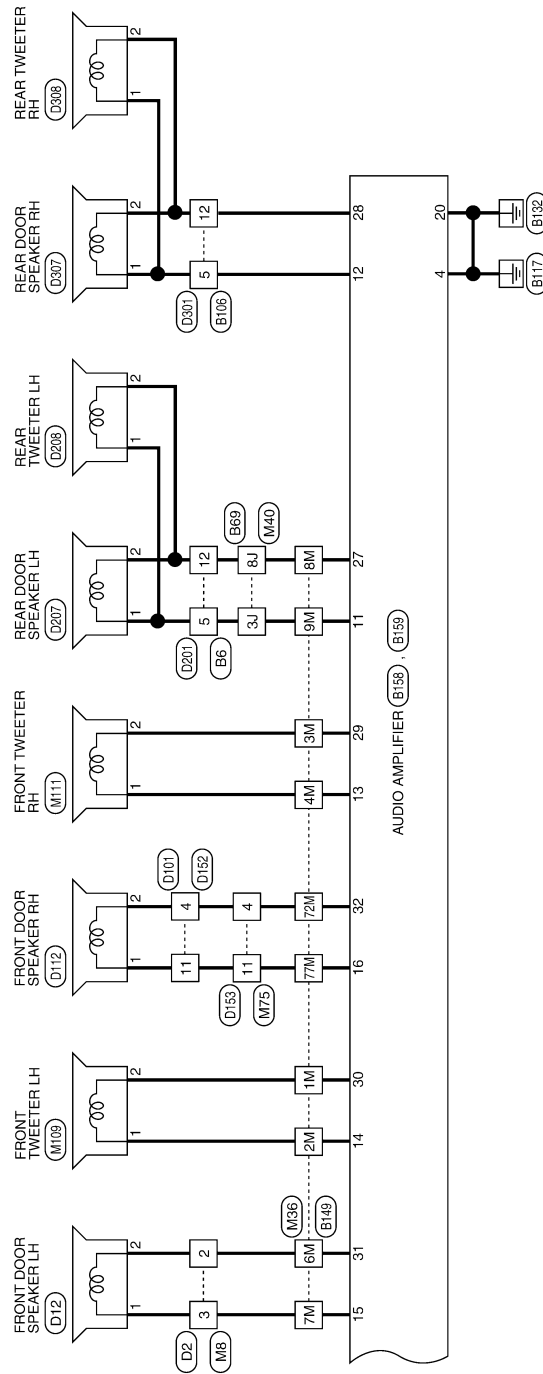 FRONT DOOR
SPEAKER LH
D12
1 2
D2
3 2
M8
M36
7M 6M
B149
15 31
FRONT
TWEETER LH
M109
1 2
2M 1M
14 30
FRONT DOOR
SPEAKER RH
D112
1 2
D101
11 4
D152
D153
11 4
M75
77M 72M
16 32
FRONT TWEETER
RH
M111
1 2
4M 3M
13 29
REAR DOOR
SPEAKER LH
D207
1 2
D201
5 12
B6
B69
3J 8J
M40
9M 8M
11 27
REAR
TWEETER LH
D208
1 2
REAR DOOR
SPEAKER RH
D307
1 2
D301
5 12
B106
12 28
REAR TWEETER
RH
D308
1 2
AUDIO AMPLIFIER B158 , B159
4 20
B117 B132